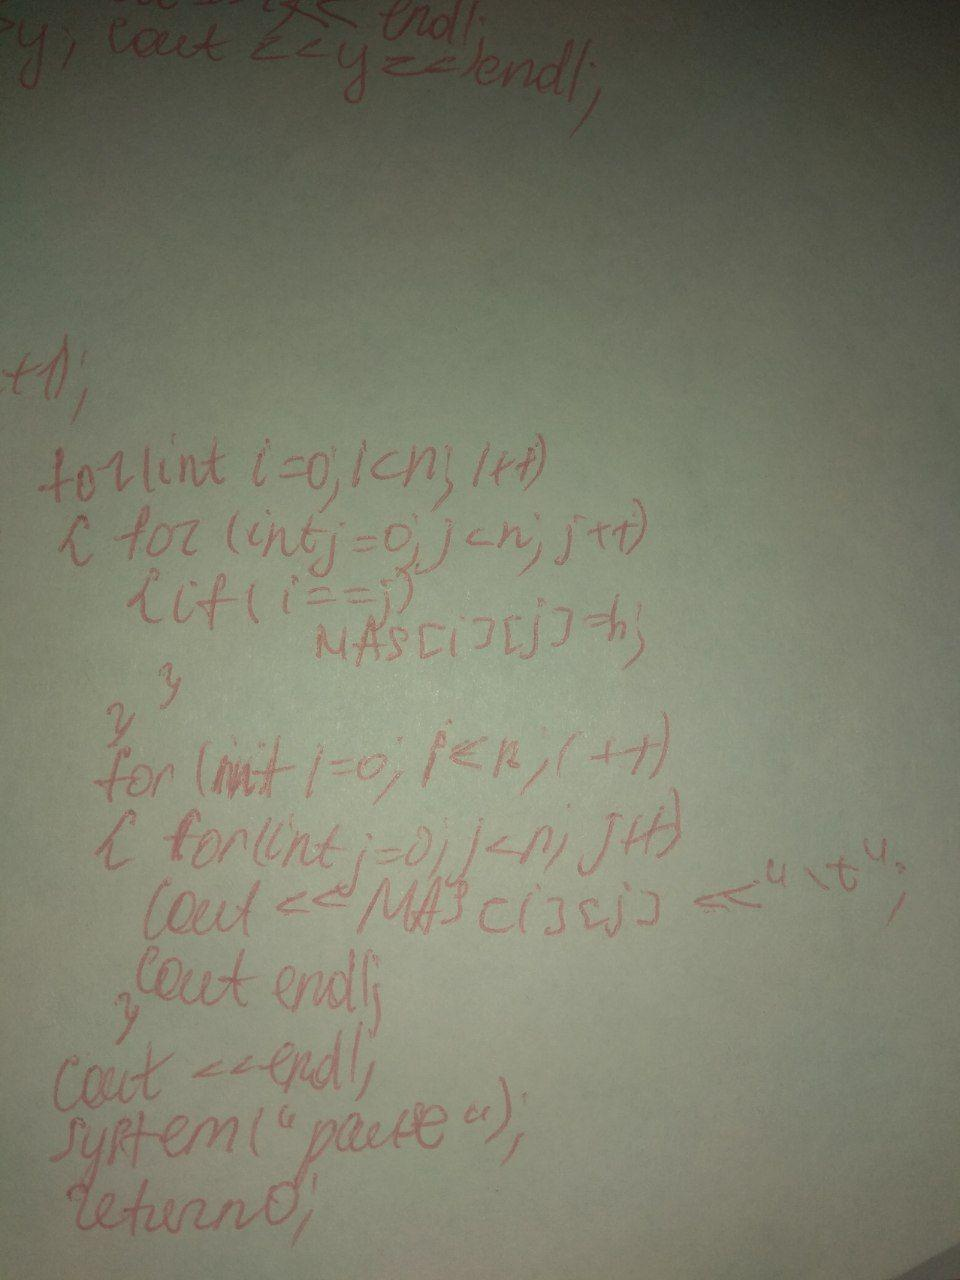 << endl;
y; cout <<y<< endl;
+1);
for(int i=0; i<n; i++)
{ for (int j=0; j<n; j++)
{if( i==j)
MAS[i][j]=h;
}
}
for (int i=0; i<n; i++)
{ for(int j=0; j<n; j++)
cout << MAS[i][j] <<"\t";
cout endl;
}
cout <<endl;
system("pause");
return0;